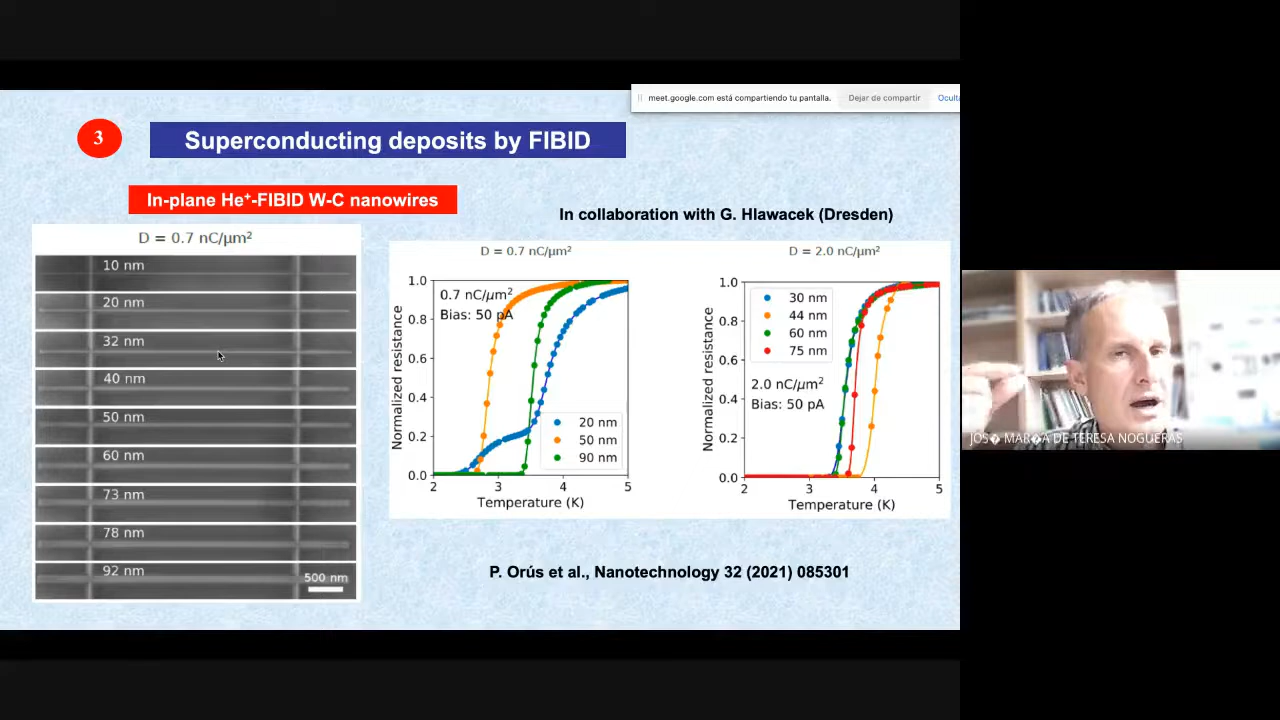 meet.google.com está compartiendo tu pantalla.
Dejar de compartir
3
Superconducting deposits by FIBID
In-plane He⁺-FIBID W-C nanowires
In collaboration with G. Hlawacek (Dresden)
D = 0.7 nC/μm²
10 nm
20 nm
32 nm
40 nm
50 nm
60 nm
73 nm
78 nm
92 nm
500 nm
D = 0.7 nC/μm²
1.0
0.8
0.6
0.4
0.2
0.0
Normalized resistance
0.7 nC/μm²
Bias: 50 pA
20 nm
50 nm
90 nm
2 3 4 5
Temperature (K)
D = 2.0 nC/μm²
1.0
0.8
0.6
0.4
0.2
0.0
Normalized resistance
30 nm
44 nm
60 nm
75 nm
2.0 nC/μm²
Bias: 50 pA
2 3 4 5
Temperature (K)
P. Orús et al., Nanotechnology 32 (2021) 085301
JOS� MAR�A DE TERESA NOGUERAS